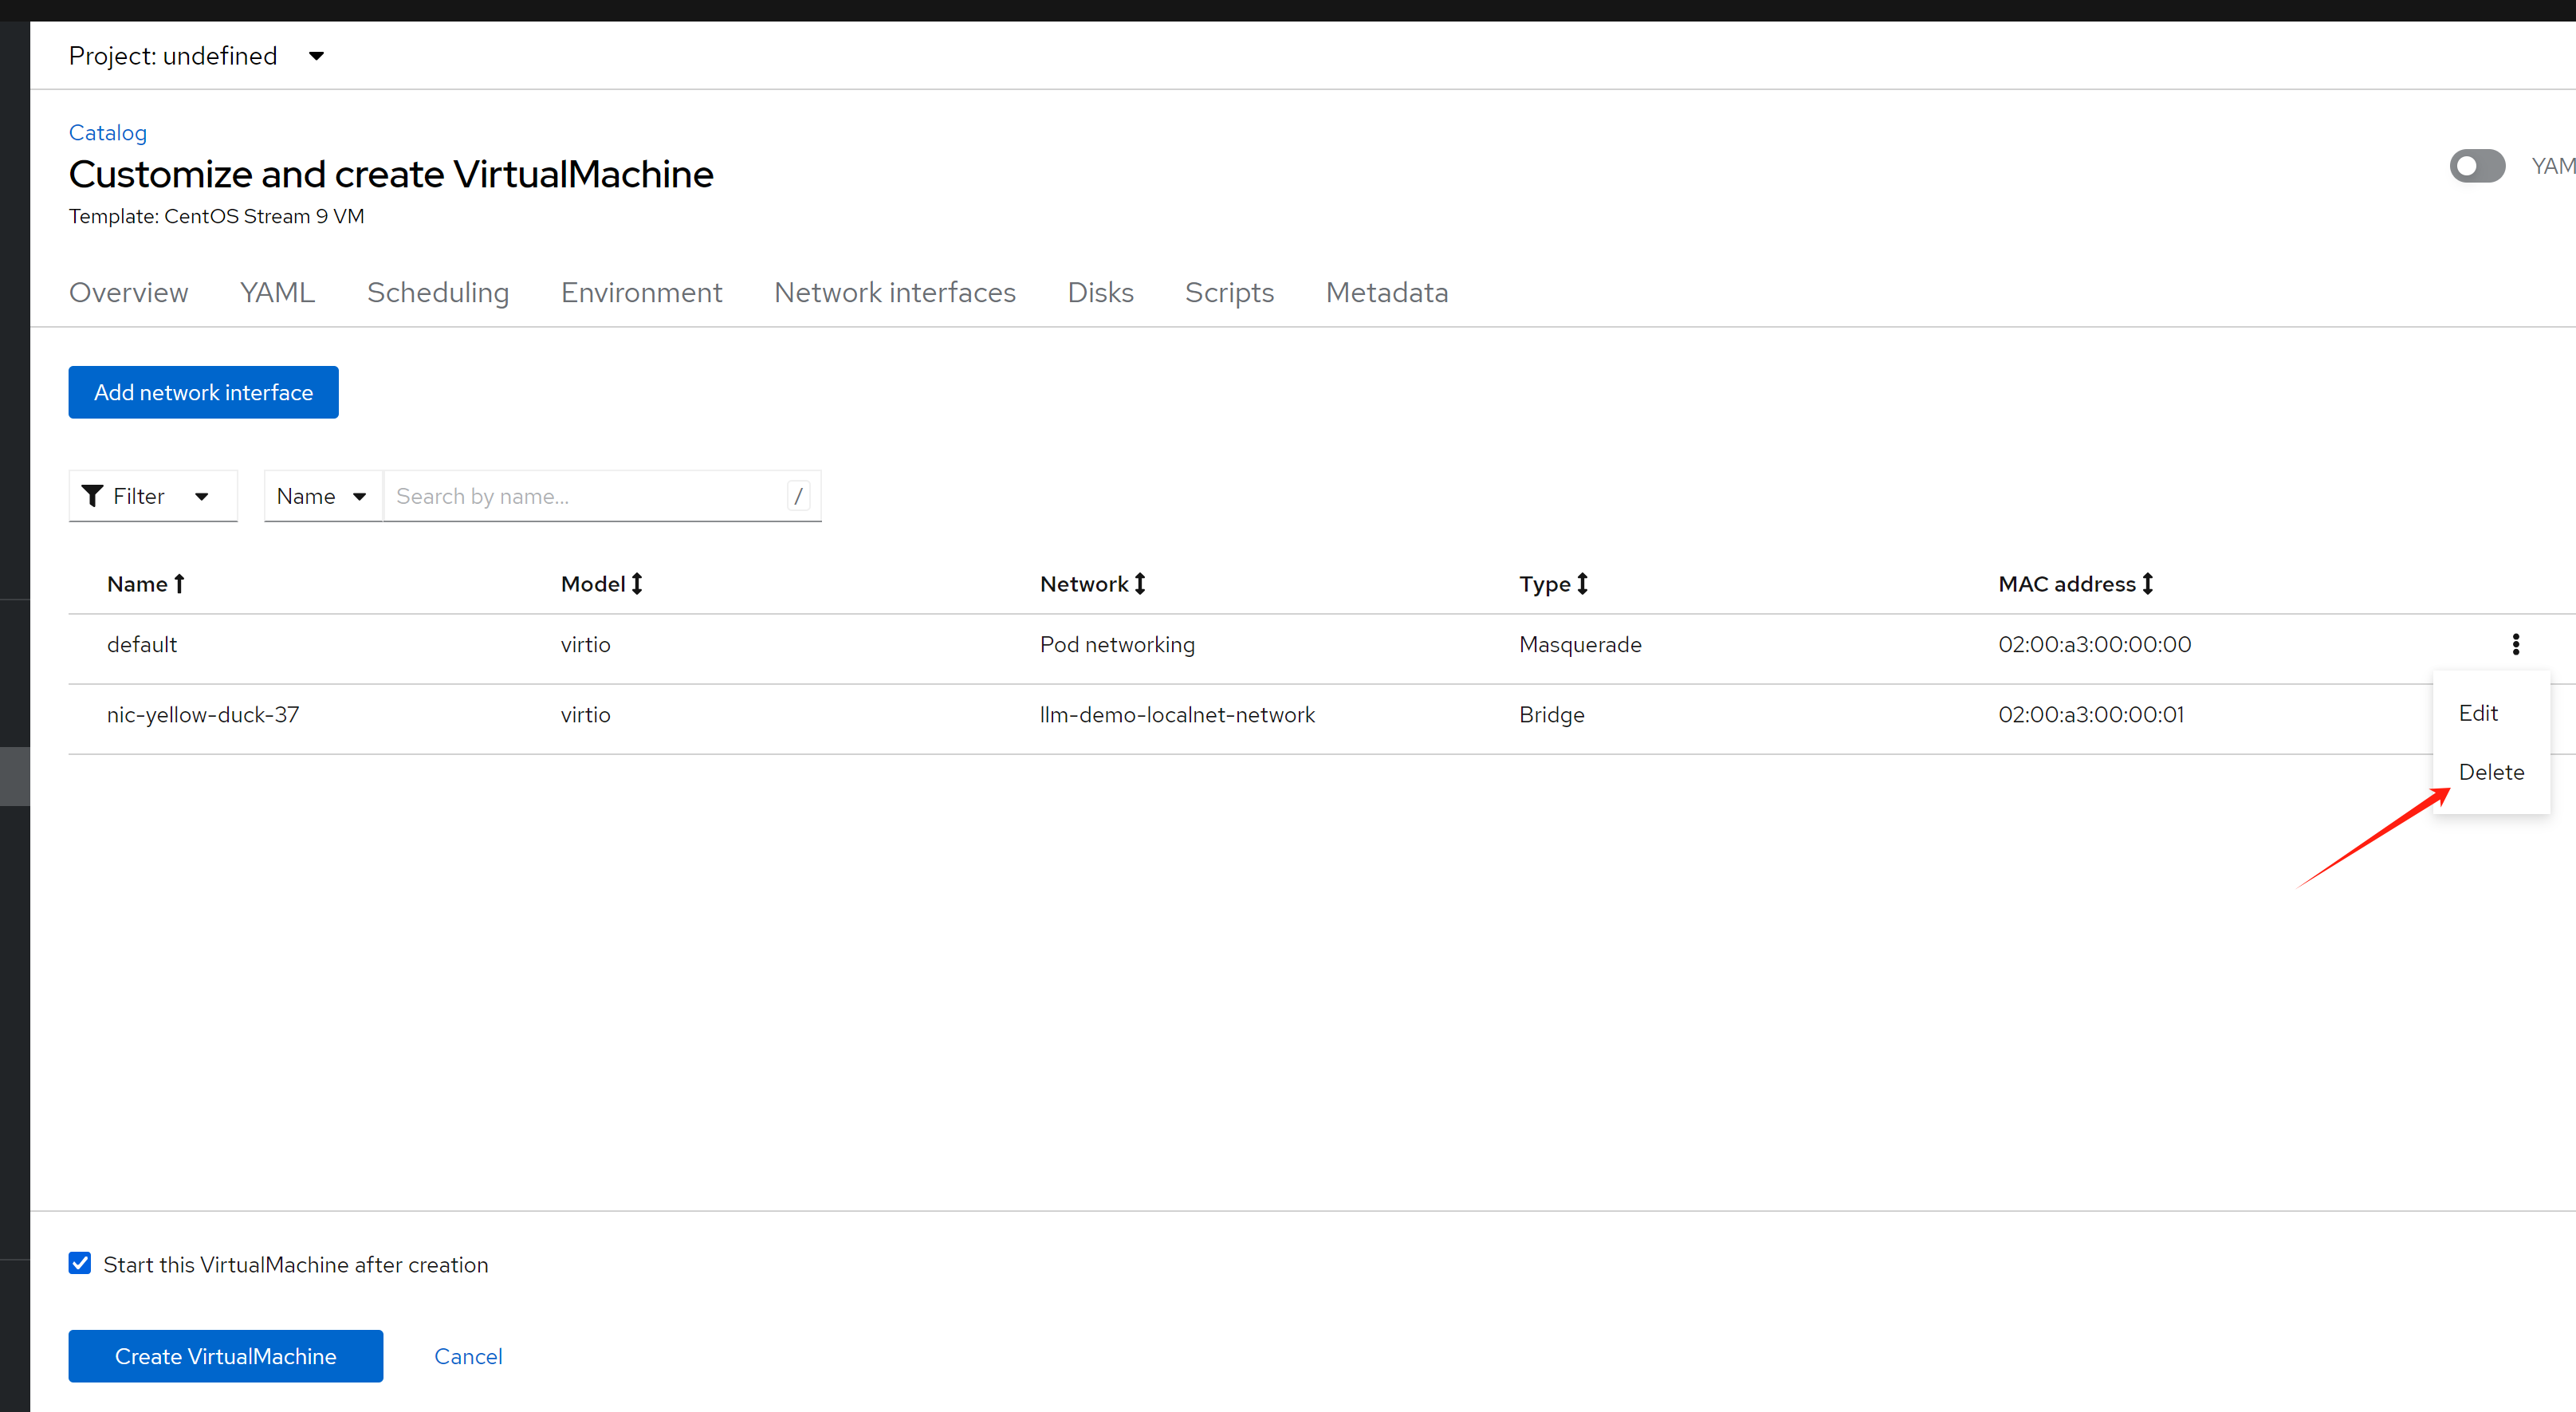 Project: undefined
Catalog
Customize and create VirtualMachine
Template: CentOS Stream 9 VM
YAM
Overview YAML Scheduling Environment Network interfaces Disks Scripts Metadata
Add network interface
Filter Name Search by name... /
Name Model Network Type MAC address
default virtio Pod networking Masquerade 02:00:a3:00:00:00
nic-yellow-duck-37 virtio llm-demo-localnet-network Bridge 02:00:a3:00:00:01
Edit
Delete
Start this VirtualMachine after creation
Create VirtualMachine Cancel